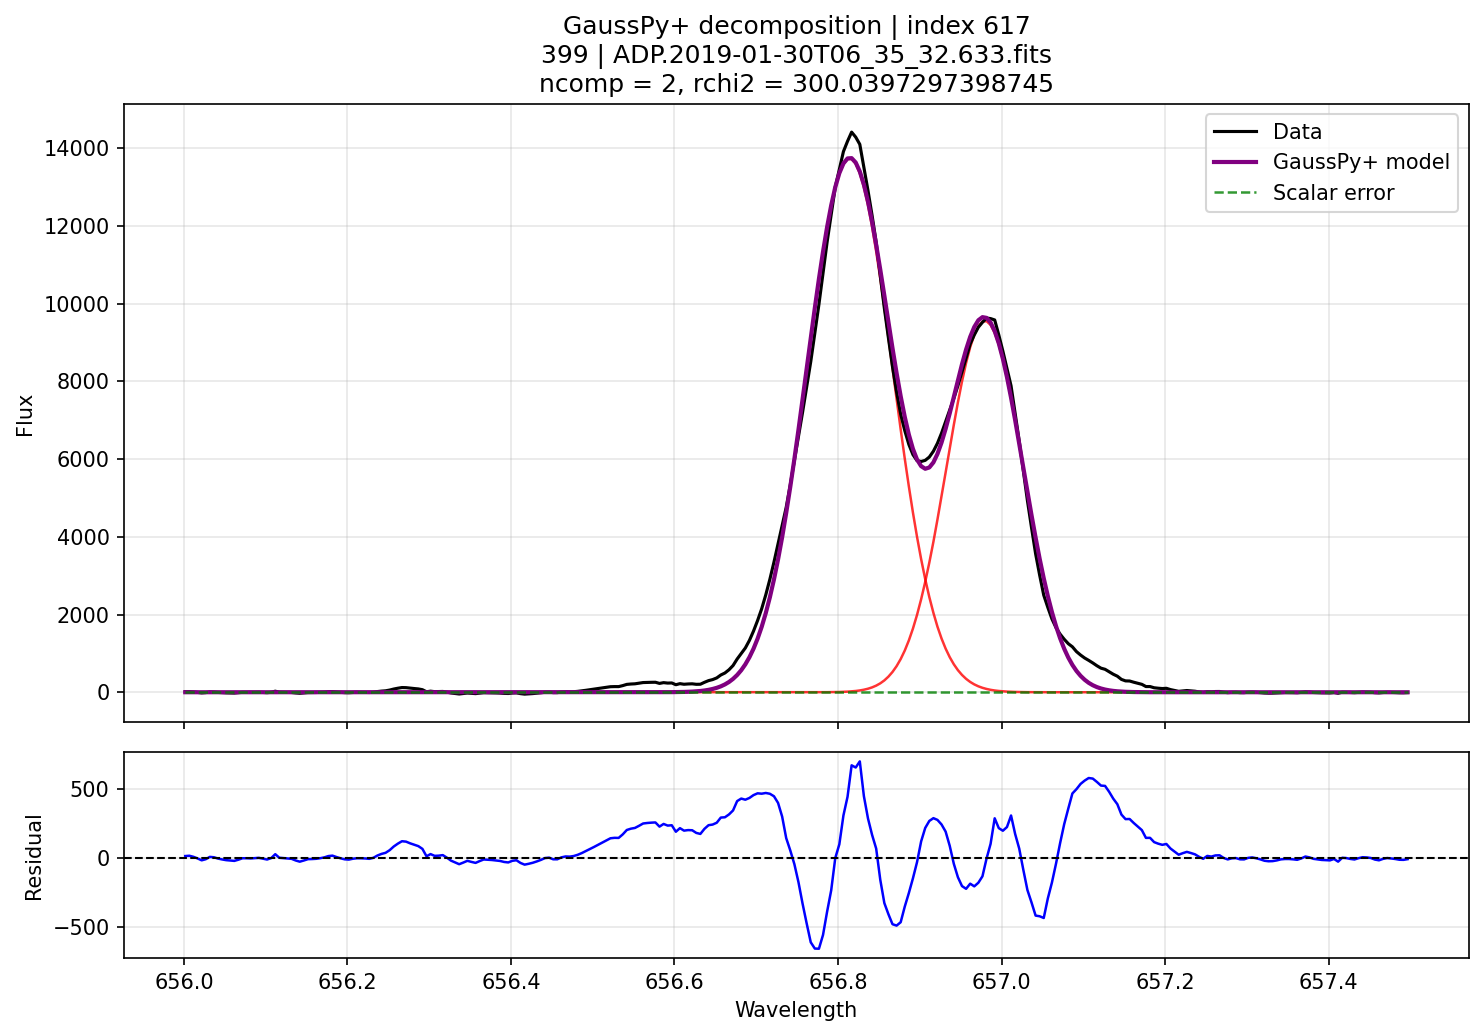 GaussPy+ decomposition | index 617
399 | ADP.2019-01-30T06_35_32.633.fits
ncomp = 2, rchi2 = 300.0397297398745
Data
GaussPy+ model
Scalar error
14000
12000
10000
8000
6000
4000
2000
0
Flux
500
0
−500
Residual
656.0
656.2
656.4
656.6
656.8
657.0
657.2
657.4
Wavelength